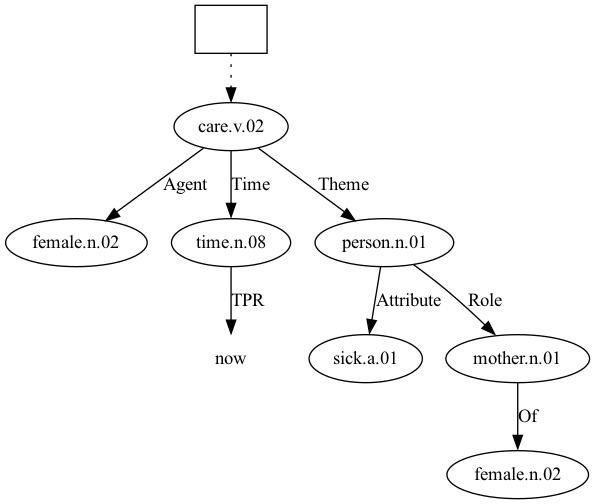 care.v.02
Agent Time Theme
female.n.02 time.n.08 person.n.01
TPR Attribute Role
now sick.a.01 mother.n.01
Of
female.n.02